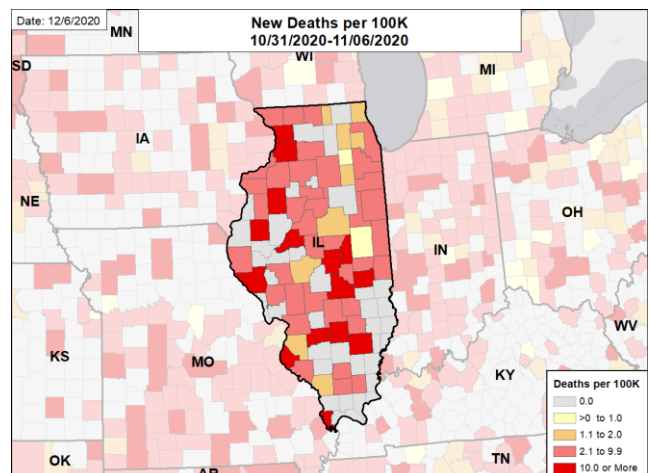 Date: 12/6/2020
New Deaths per 100K
10/31/2020-11/06/2020
MN
SD
WI
MI
IA
NE
IL
IN
OH
WV
KS
MO
KY
OK
AR
TN
Deaths per 100K
0.0
>0 to 1.0
1.1 to 2.0
2.1 to 9.9
10.0 or More